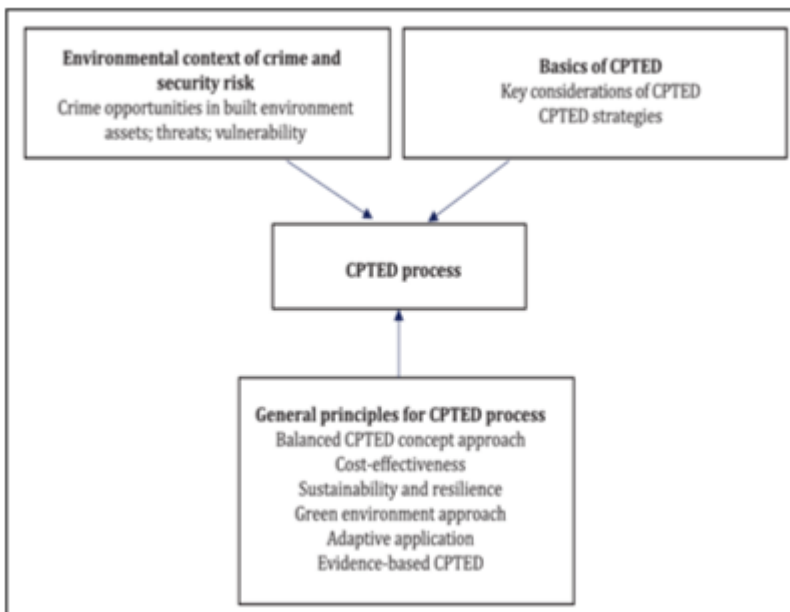 Environmental context of crime and
security risk
Crime opportunities in built environment
assets; threats; vulnerability
Basics of CPTED
Key considerations of CPTED
CPTED strategies
CPTED process
General principles for CPTED process
Balanced CPTED concept approach
Cost-effectiveness
Sustainability and resilience
Green environment approach
Adaptive application
Evidence-based CPTED